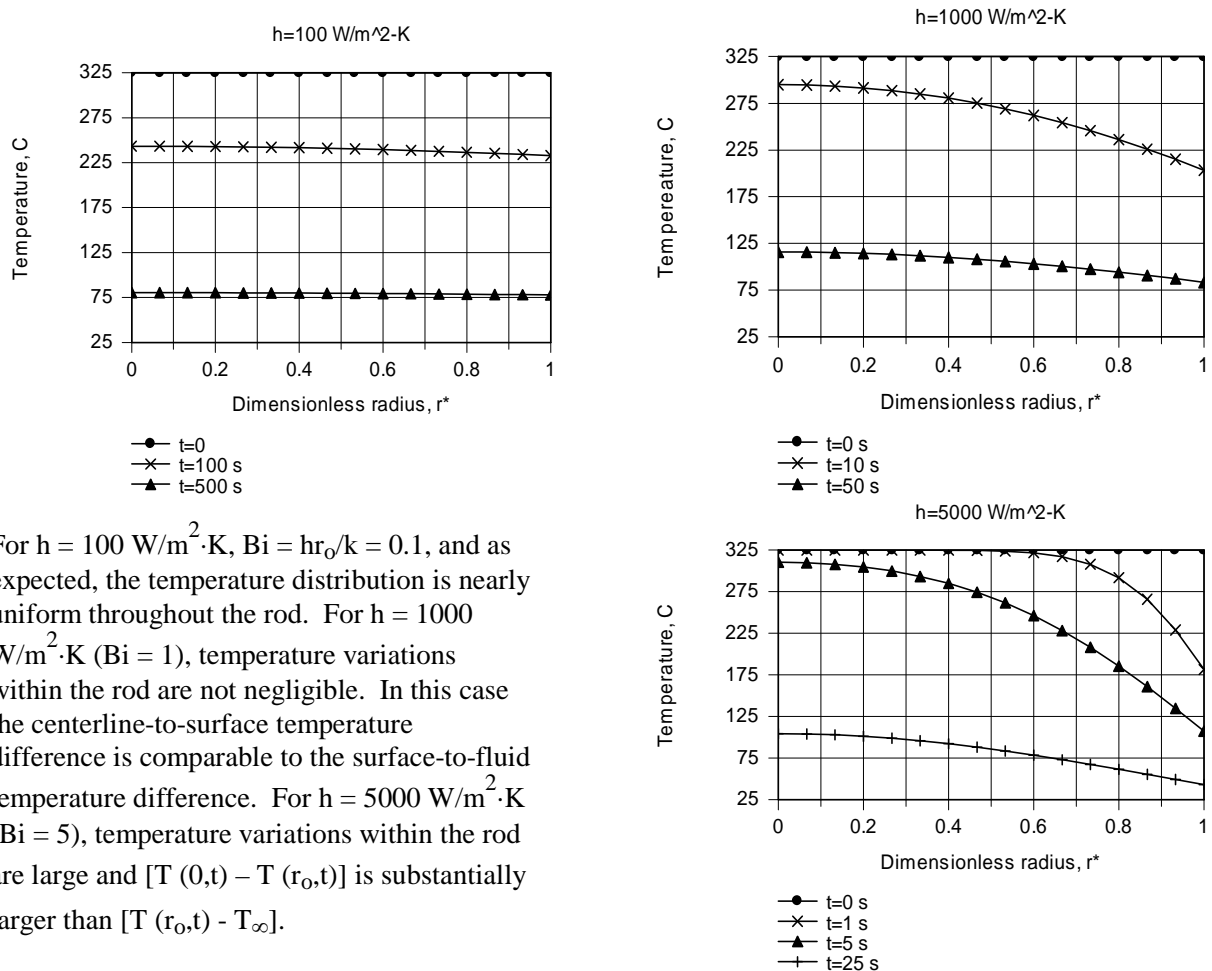 h=100 W/m^2-K
Temperature, C
325
275
225
175
125
75
25
0 0.2 0.4 0.6 0.8 1
Dimensionless radius, r*
t=0
t=100 s
t=500 s
For h = 100 W/m2·K, Bi = hro/k = 0.1, and as
expected, the temperature distribution is nearly
uniform throughout the rod. For h = 1000
W/m2·K (Bi = 1), temperature variations
within the rod are not negligible. In this case
the centerline-to-surface temperature
difference is comparable to the surface-to-fluid
temperature difference. For h = 5000 W/m2·K
(Bi = 5), temperature variations within the rod
are large and [T (0,t) – T (ro,t)] is substantially
larger than [T (ro,t) - T∞].
h=1000 W/m^2-K
Tempereature, C
325
275
225
175
125
75
25
0 0.2 0.4 0.6 0.8 1
Dimensionless radius, r*
t=0 s
t=10 s
t=50 s
h=5000 W/m^2-K
Temperature, C
325
275
225
175
125
75
25
0 0.2 0.4 0.6 0.8 1
Dimensionless radius, r*
t=0 s
t=1 s
t=5 s
t=25 s